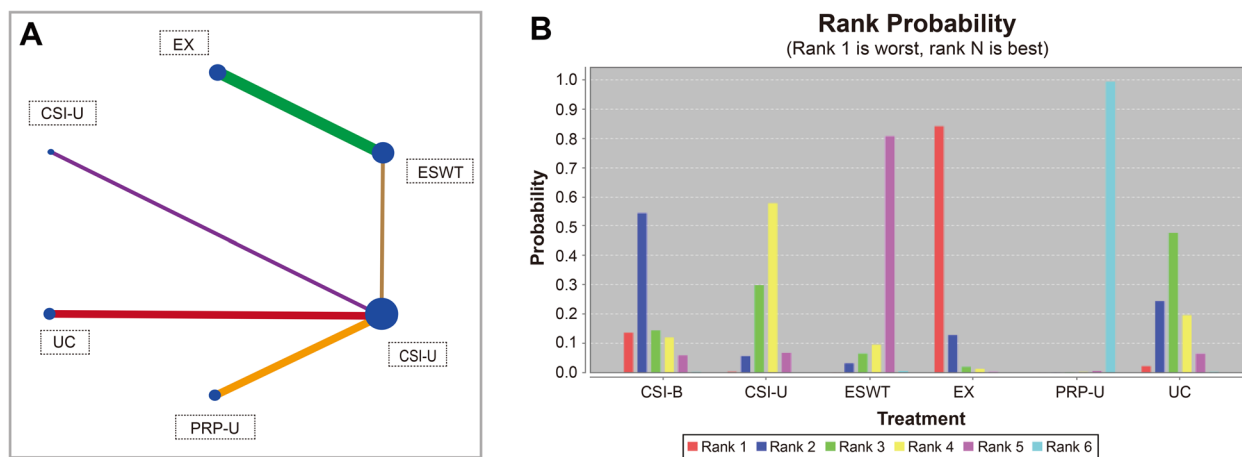 A
EX
CSI-U
ESWT
UC
CSI-U
PRP-U
B
Rank Probability
(Rank 1 is worst, rank N is best)
Probability
1.0
0.9
0.8
0.7
0.6
0.5
0.4
0.3
0.2
0.1
0.0
CSI-B CSI-U ESWT EX PRP-U UC
Treatment
Rank 1 Rank 2 Rank 3 Rank 4 Rank 5 Rank 6